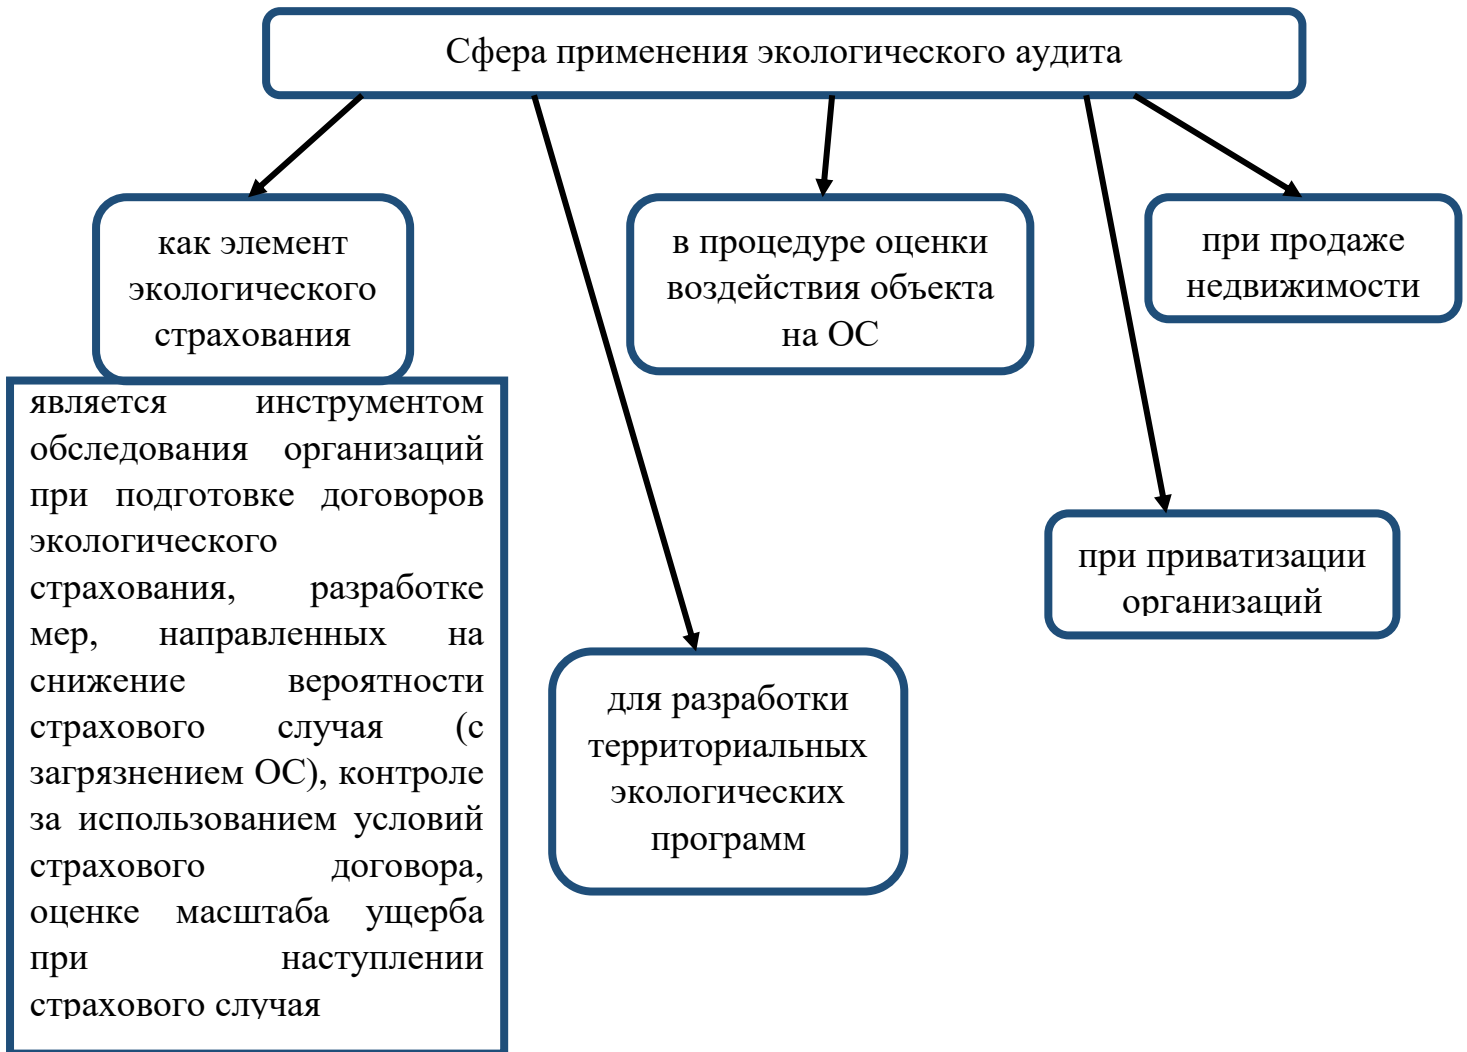 Сфера применения экологического аудита
как элемент
экологического
страхования
является инструментом
обследования организаций
при подготовке договоров
экологического
страхования, разработке
мер, направленных на
снижение вероятности
страхового случая (с
загрязнением ОС), контроле
за использованием условий
страхового договора,
оценке масштаба ущерба
при наступлении
страхового случая
в процедуре оценки
воздействия объекта
на ОС
при продаже
недвижимости
при приватизации
организаций
для разработки
территориальных
экологических
программ